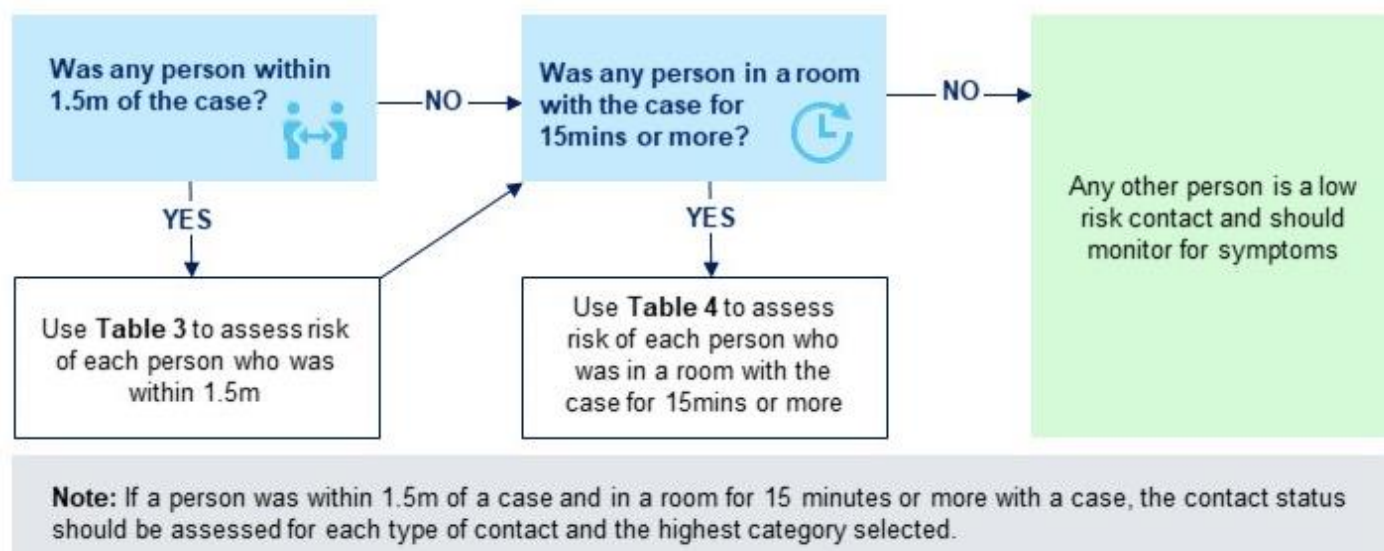 Was any person within
1.5m of the case?
NO
Was any person in a room
with the case for
15mins or more?
NO
YES
YES
Any other person is a low
risk contact and should
monitor for symptoms
Use Table 3 to assess risk
of each person who was
within 1.5m
Use Table 4 to assess
risk of each person who
was in a room with the
case for 15mins or more
Note: If a person was within 1.5m of a case and in a room for 15 minutes or more with a case, the contact status
should be assessed for each type of contact and the highest category selected.